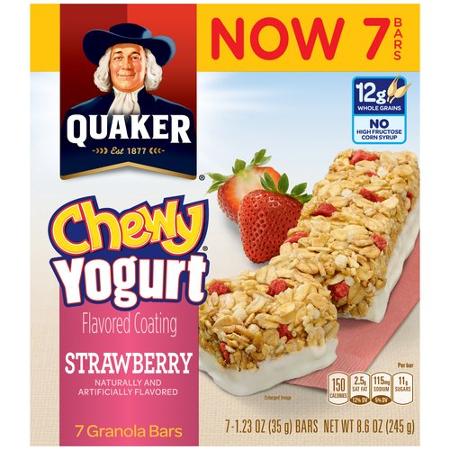 NOW 7 BARS
QUAKER
Est 1877
®
12g
WHOLE GRAINS
NO
HIGH FRUCTOSE
CORN SYRUP
Chewy®
Yogurt
Flavored Coating
STRAWBERRY
NATURALLY AND
ARTIFICIALLY FLAVORED
7 Granola Bars
Enlarged Image
Per bar
150 CALORIES
2.5g SAT FAT 12% DV
115mg SODIUM 5% DV
11g SUGARS
7-1.23 OZ (35 g) BARS NET WT 8.6 OZ (245 g)